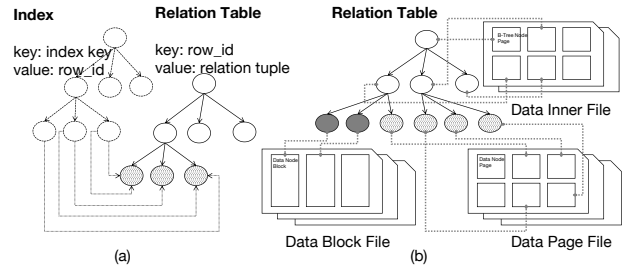 Index
key: index key
value: row_id
Relation Table
key: row_id
value: relation tuple
(a)
Relation Table
B-Tree Node
Page
Data Inner File
Data Node
Block
Data Block File
Data Node
Page
Data Page File
(b)